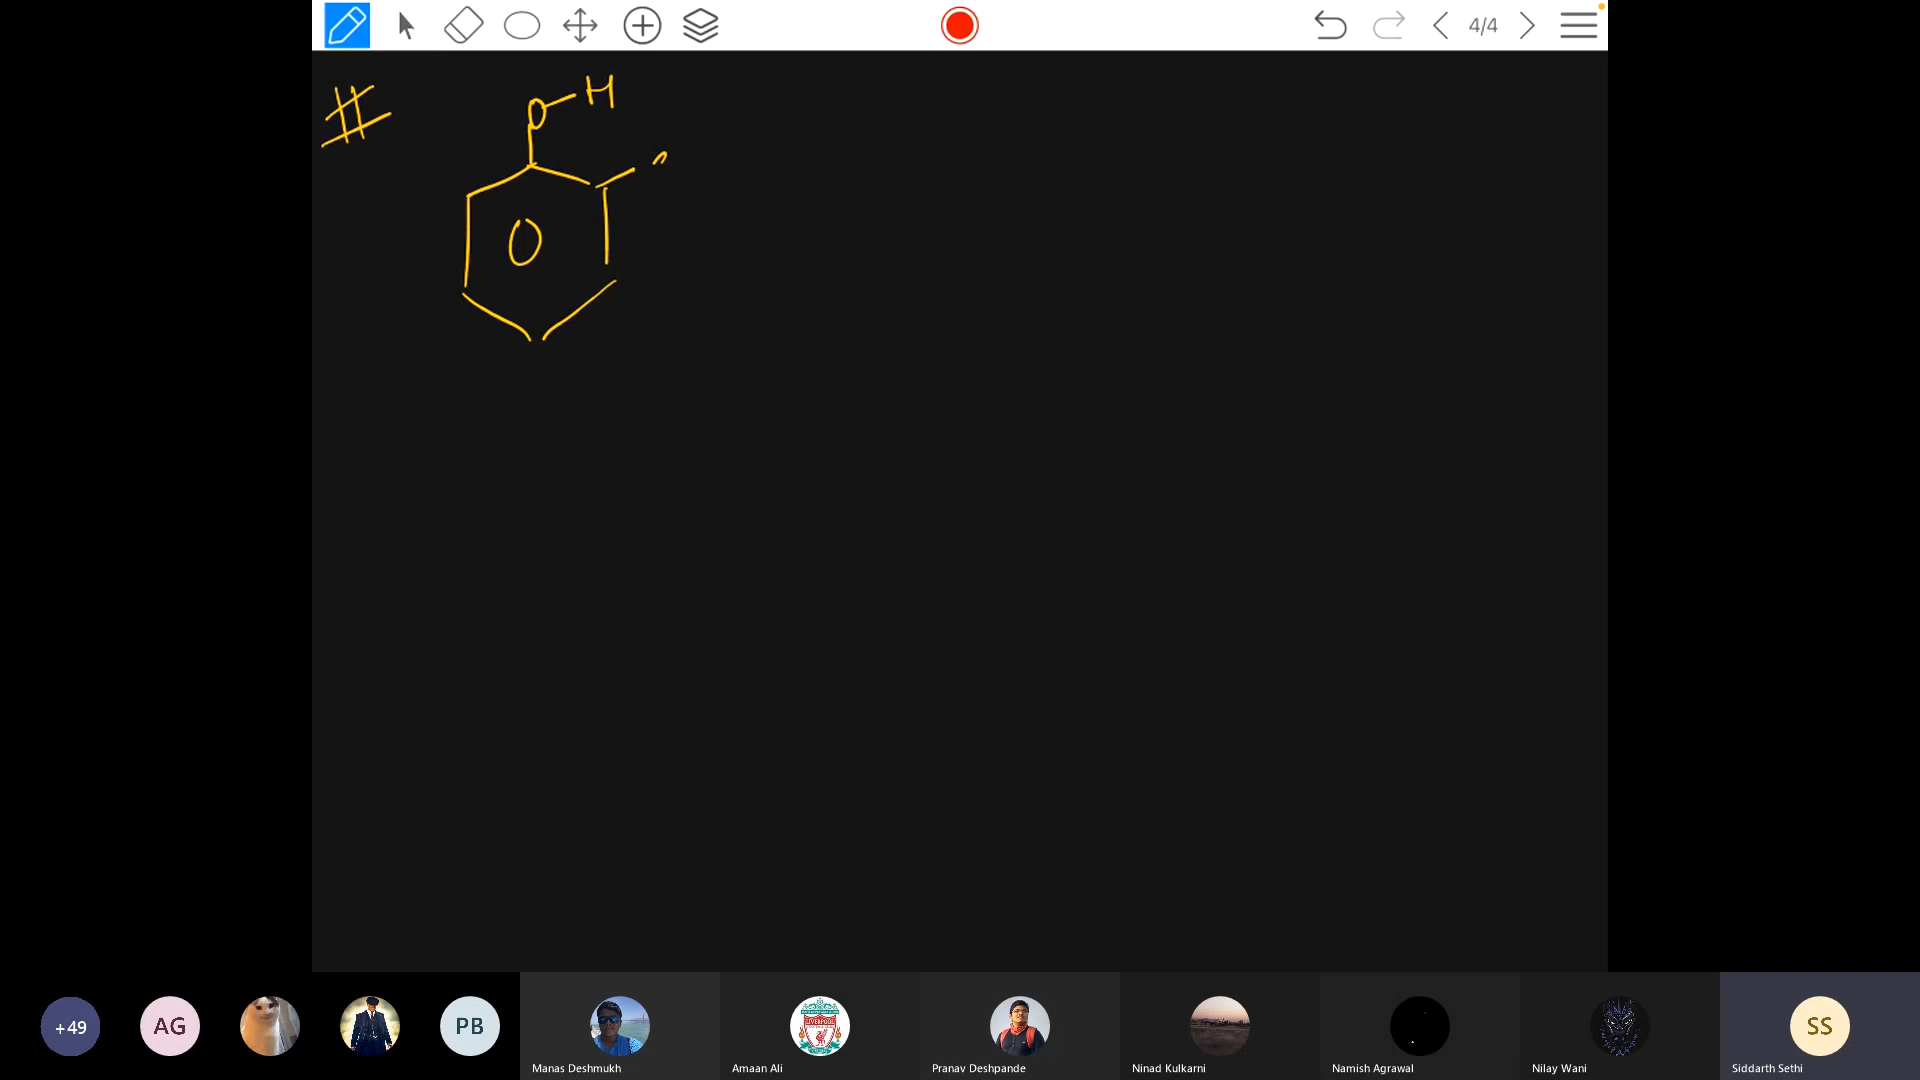 4/4
#
O-H
O
+49
AG
PB
SS
LIVERPOOL
Manas Deshmukh
Amaan Ali
Pranav Deshpande
Ninad Kulkarni
Namish Agrawal
Nilay Wani
Siddarth Sethi